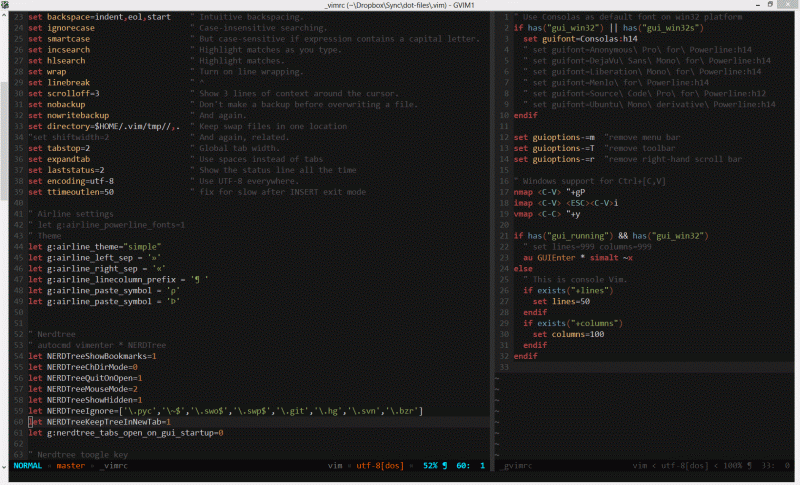 _vimrc (~\Dropbox\Sync\dot-files\.vim) - GVIM1
23 set backspace=indent,eol,start " Intuitive backspacing.
24 set ignorecase " Case-insensitive searching.
25 set smartcase " But case-sensitive if expression contains a capital letter.
26 set incsearch " Highlight matches as you type.
27 set hlsearch " Highlight matches.
28 set wrap " Turn on line wrapping.
29 set linebreak " ^
30 set scrolloff=3 " Show 3 lines of context around the cursor.
31 set nobackup " Don't make a backup before overwriting a file.
32 set nowritebackup " And again.
33 set directory=$HOME/.vim/tmp//,. " Keep swap files in one location
34 "set shiftwidth=2 " And again, related.
35 set tabstop=2 " Global tab width.
36 set expandtab " Use spaces instead of tabs
37 set laststatus=2 " Show the status line all the time
38 set encoding=utf-8 " Use UTF-8 everywhere.
39 set ttimeoutlen=50 " fix for slow after INSERT exit mode
40
41 " Airline settings
42 " let g:airline_powerline_fonts=1
43 " Theme
44 let g:airline_theme="simple"
45 let g:airline_left_sep = '»'
46 let g:airline_right_sep = '«'
47 let g:airline_linecolumn_prefix = '¶ '
48 let g:airline_paste_symbol = 'ρ'
49 let g:airline_paste_symbol = 'Þ'
50
51
52 " Nerdtree
53 " autocmd vimenter * NERDTree
54 let NERDTreeShowBookmarks=1
55 let NERDTreeChDirMode=0
56 let NERDTreeQuitOnOpen=1
57 let NERDTreeMouseMode=2
58 let NERDTreeShowHidden=1
59 let NERDTreeIgnore=['\.pyc','\~$','\.swo$','\.swp$','\.git','\.hg','\.svn','\.bzr']
60 let NERDTreeKeepTreeInNewTab=1
61 let g:nerdtree_tabs_open_on_gui_startup=0
62
63 " Nerdtree toogle key
NORMAL » master » _vimrc vim « utf-8[dos] « 52% ¶ 60: 1
1 " Use Consolas as default font on win32 platform
2 if has("gui_win32") || has("gui_win32s")
3 set guifont=Consolas:h14
4 " set guifont=Anonymous\ Pro\ for\ Powerline:h14
5 " set guifont=DejaVu\ Sans\ Mono\ for\ Powerline:h14
6 " set guifont=Liberation\ Mono\ for\ Powerline:h14
7 " set guifont=Menlo\ for\ Powerline:h14
8 " set guifont=Source\ Code\ Pro\ for\ Powerline:h12
9 " set guifont=Ubuntu\ Mono\ derivative\ Powerline:h14
10 endif
11
12 set guioptions-=m "remove menu bar
13 set guioptions-=T "remove toolbar
14 set guioptions-=r "remove right-hand scroll bar
15
16 " Windows support for Ctrl+[C,V]
17 nmap <C-V> "+gP
18 imap <C-V> <ESC><C-V>i
19 vmap <C-C> "+y
20
21 if has("gui_running") && has("gui_win32")
22 " set lines=999 columns=999
23 au GUIEnter * simalt ~x
24 else
25 " This is console Vim.
26 if exists("+lines")
27 set lines=50
28 endif
29 if exists("+columns")
30 set columns=100
31 endif
32 endif
33
~
~
~
~
~
~
~
_gvimrc vim < utf-8[dos] < 100% ¶ 33: 0